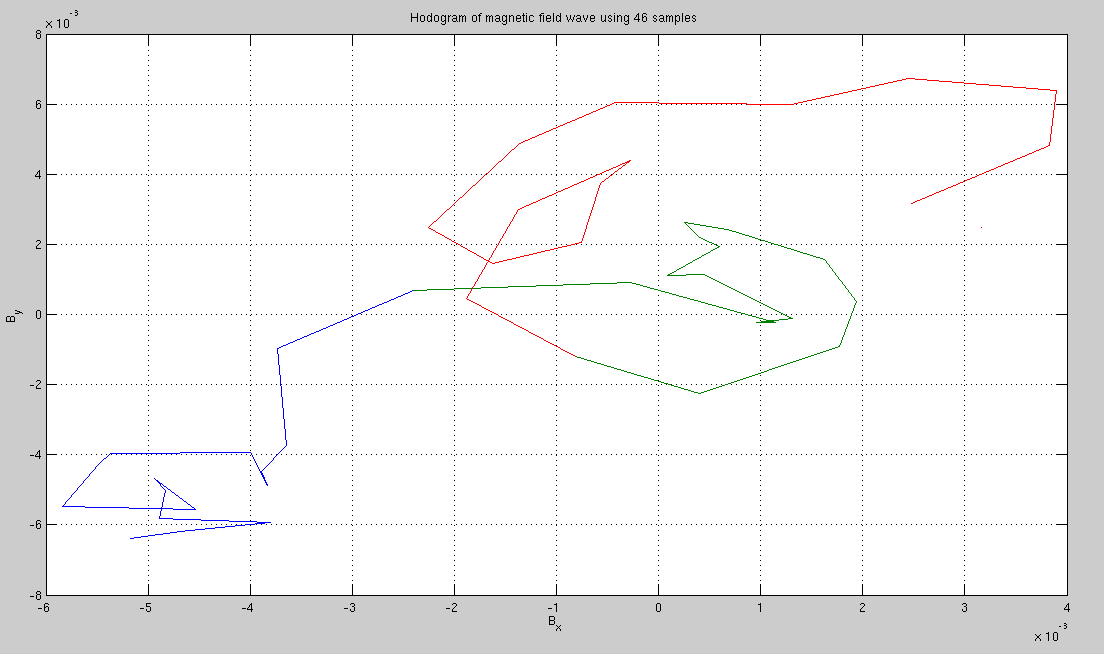 Hodogram of magnetic field wave using 46 samples
× 10⁻³
8
6
4
2
0
-2
-4
-6
-8
B_y
-6 -5 -4 -3 -2 -1 0 1 2 3 4
B_x
× 10⁻³